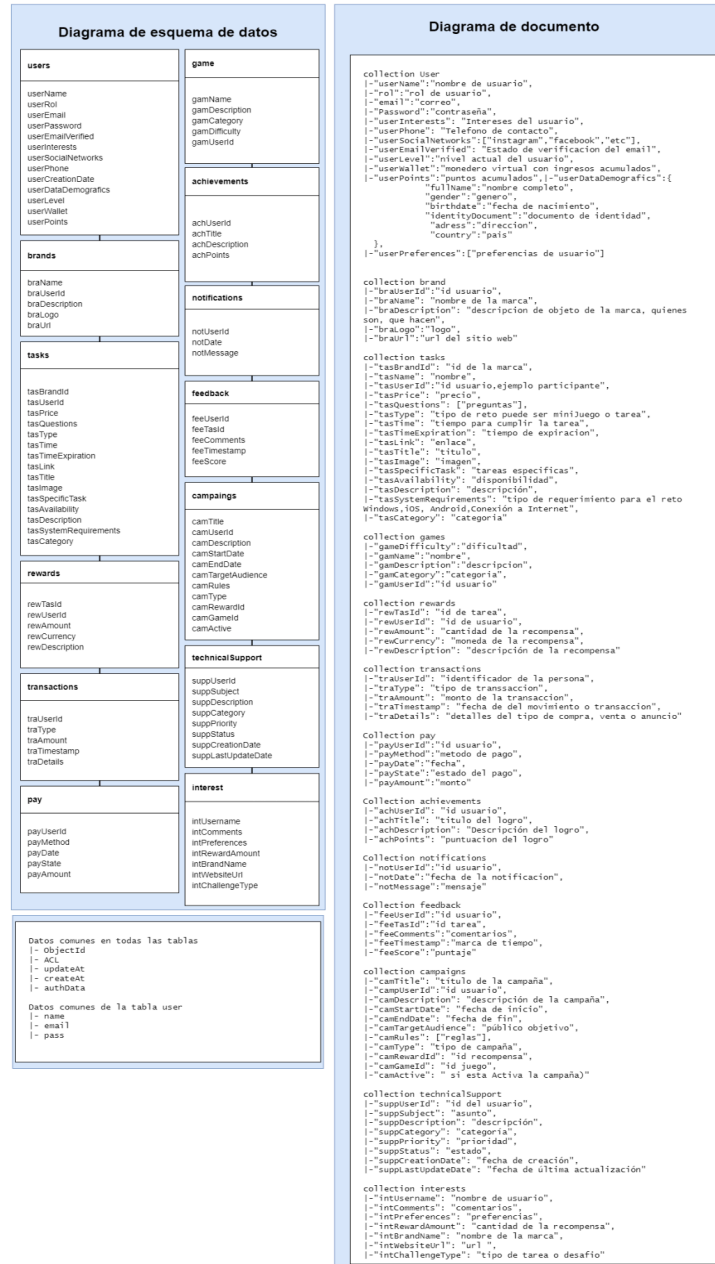 Diagrama de esquema de datos
users
userName
userRol
userEmail
userPassword
userEmailVerified
userInterests
userSocialNetworks
userPhone
userCreationDate
userDataDemografics
userLevel
userWallet
userPoints
brands
braName
braUserId
braDescription
braLogo
braUrl
tasks
tasBrandId
tasUserId
tasPrice
tasQuestions
tasType
tasTime
tasTimeExpiration
tasLink
tasTitle
tasImage
tasSpecificTask
tasAvailability
tasDescription
tasSystemRequirements
tasCategory
rewards
rewTasId
rewUserId
rewAmount
rewCurrency
rewDescription
transactions
traUserId
traType
traAmount
traTimestamp
traDetails
pay
payUserId
payMethod
payDate
payState
payAmount
game
gamName
gamDescription
gamCategory
gamDifficulty
gamUserId
achievements
achUserId
achTitle
achDescription
achPoints
notifications
notUserId
notDate
notMessage
feedback
feeUserId
feeTasId
feeComments
feeTimestamp
feeScore
campaings
camTitle
camUserId
camDescription
camStartDate
camEndDate
camTargetAudience
camRules
camType
camRewardId
camGameId
camActive
technicalSupport
suppUserId
suppSubject
suppDescription
suppCategory
suppPriority
suppStatus
suppCreationDate
suppLastUpdateDate
interest
intUsername
intComments
intPreferences
intRewardAmount
intBrandName
intWebsiteUrl
intChallengeType
Datos comunes en todas las tablas
|- ObjectId
|- ACL
|- updateAt
|- createAt
|- authData
Datos comunes de la tabla user
|- name
|- email
|- pass
Diagrama de documento
collection User
|-"userName":"nombre de usuario",
|-"rol":"rol de usuario",
|-"email":"correo",
|-"Password":"contraseña",
|-"userInterests": "Intereses del usuario",
|-"userPhone": "Telefono de contacto",
|-"userSocialNetworks":["instagram","facebook","etc"],
|-"userEmailVerified": "Estado de verificacion del email",
|-"userLevel":"nivel actual del usuario",
|-"userWallet":"monedero virtual con ingresos acumulados",
|-"userPoints":"puntos acumulados",|-"userDataDemografics":{
"fullName":"nombre completo",
"gender":"genero",
"birthdate":"fecha de nacimiento",
"identityDocument":"documento de identidad",
"adress":"direccion",
"country":"pais"
},
|-"userPreferences":["preferencias de usuario"]
collection brand
|-"braUserId":"id usuario",
|-"braName": "nombre de la marca",
|-"braDescription": "descripcion de objeto de la marca, quienes
son, que hacen",
|-"braLogo":"logo",
|-"braUrl":"url del sitio web"
collection tasks
|-"tasBrandId": "id de la marca",
|-"tasName": "nombre",
|-"tasUserId":"id usuario,ejemplo participante",
|-"tasPrice": "precio",
|-"tasQuestions": ["preguntas"],
|-"tasType": "tipo de reto puede ser miniJuego o tarea",
|-"tasTime": "tiempo para cumplir la tarea",
|-"tasTimeExpiration": "tiempo de expiracion",
|-"tasLink": "enlace",
|-"tasTitle": "titulo",
|-"tasImage": "imagen",
|-"tasSpecificTask": "tareas especificas",
|-"tasAvailability": "disponibilidad",
|-"tasDescription": "descripción",
|-"tasSystemRequirements": "tipo de requerimiento para el reto
Windows,iOS, Android,Conexión a Internet",
|-"tasCategory": "categoria"
collection games
|-"gameDifficulty":"dificultad",
|-"gamName":"nombre",
|-"gamDescription":"descripcion",
|-"gamCategory":"categoria",
|-"gamUserId":"id usuario"
collection rewards
|-"rewTasId": "id de tarea",
|-"rewUserId": "id de usuario",
|-"rewAmount": "cantidad de la recompensa",
|-"rewCurrency": "moneda de la recompensa",
|-"rewDescription": "descripción de la recompensa"
collection transactions
|-"traUserId": "identificador de la persona",
|-"traType": "tipo de transsaccion",
|-"traAmount": "monto de la transaccion",
|-"traTimestamp": "fecha de del movimiento o transaccion",
|-"traDetails": "detalles del tipo de compra, venta o anuncio"
Collection pay
|-"payUserId":"id usuario",
|-"payMethod":"metodo de pago",
|-"payDate":"fecha",
|-"payState":"estado del pago",
|-"payAmount":"monto"
Collection achievements
|-"achUserId": "id usuario",
|-"achTitle": "titulo del logro",
|-"achDescription": "Descripción del logro",
|-"achPoints": "puntuacion del logro"
Collection notifications
|-"notUserId":"id usuario",
|-"notDate":"fecha de la notificacion",
|-"notMessage":"mensaje"
Collection feedback
|-"feeUserId":"id usuario",
|-"feeTasId":"id tarea",
|-"feeComments":"comentarios",
|-"feeTimestamp":"marca de tiempo",
|-"feeScore":"puntaje"
collection campaigns
|-"camTitle": "titulo de la campaña",
|-"campUserId":"id usuario",
|-"camDescription": "descripción de la campaña",
|-"camStartDate": "fecha de inicio",
|-"camEndDate": "fecha de fin",
|-"camTargetAudience": "público objetivo",
|-"camRules": ["reglas"],
|-"camType": "tipo de campaña",
|-"camRewardId": "id recompensa",
|-"camGameId": "id juego",
|-"camActive": " si esta Activa la campaña)"
collection technicalSupport
|-"suppUserId": "id del usuario",
|-"suppSubject": "asunto",
|-"suppDescription": "descripción",
|-"suppCategory": "categoria",
|-"suppPriority": "prioridad",
|-"suppStatus": "estado",
|-"suppCreationDate": "fecha de creación",
|-"suppLastUpdateDate": "fecha de última actualización"
collection interests
|-"intUsername": "nombre de usuario",
|-"intComments": "comentarios",
|-"intPreferences": "preferencias",
|-"intRewardAmount": "cantidad de la recompensa",
|-"intBrandName": "nombre de la marca",
|-"intWebsiteUrl": "url ",
|-"intChallengeType": "tipo de tarea o desafio"